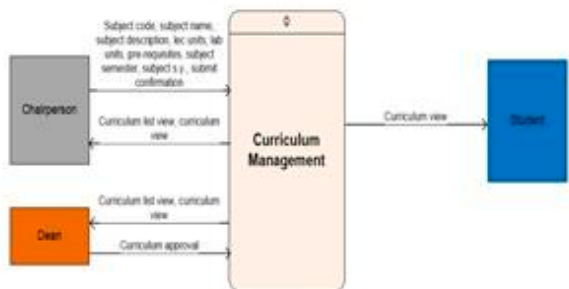 Subject code, subject name,
subject description, lec units, lab
units, pre-requisites, subject
semester, subject s.y., submit
confirmation
0
Chairperson
Curriculum list view, curriculum
view
Curriculum
Management
Curriculum view
Student
Curriculum list view, curriculum
view
Dean
Curriculum approval